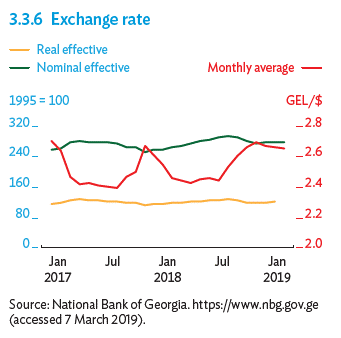 3.3.6 Exchange rate
Real effective
Nominal effective
Monthly average
1995 = 100
GEL/$
320
2.8
240
2.6
160
2.4
80
2.2
0
2.0
Jan
2017
Jul
Jan
2018
Jul
Jan
2019
Source: National Bank of Georgia. https://www.nbg.gov.ge
(accessed 7 March 2019).